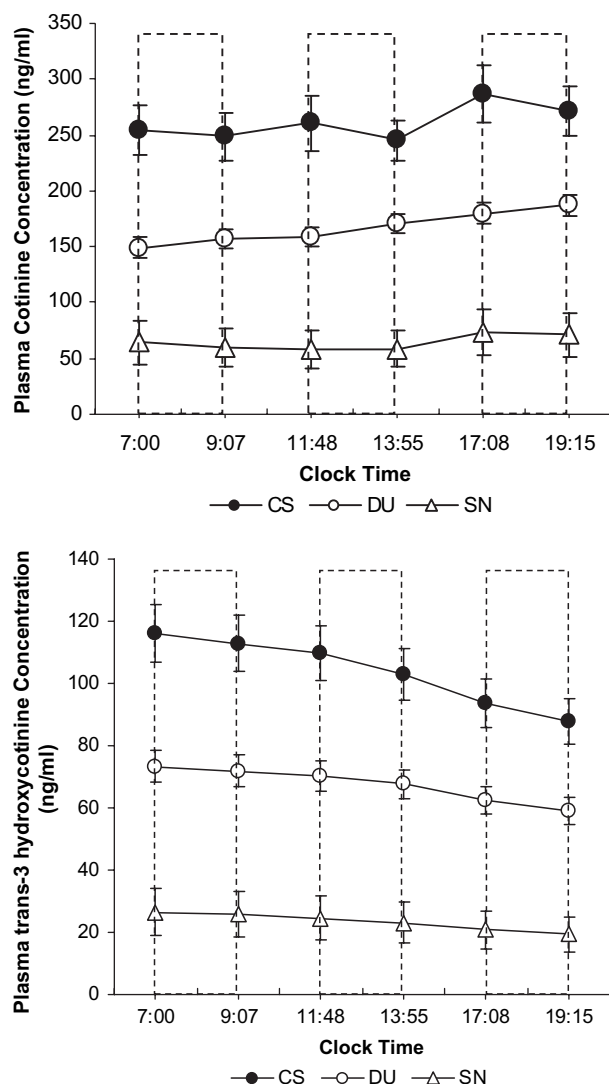 Plasma Cotinine Concentration (ng/ml)
350
300
250
200
150
100
50
0
7:00 9:07 11:48 13:55 17:08 19:15
Clock Time
CS DU SN
Plasma trans-3 hydroxycotinine Concentration
(ng/ml)
140
120
100
80
60
40
20
0
7:00 9:07 11:48 13:55 17:08 19:15
Clock Time
CS DU SN